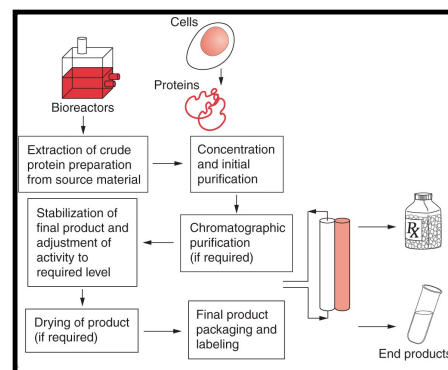 Cells
Bioreactors
Proteins
Extraction of crude
protein preparation
from source material
Concentration
and initial
purification
Stabilization of
final product and
adjustment of
activity to
required level
Chromatographic
purification
(if required)
Rx
Drying of product
(if required)
Final product
packaging and
labeling
End products